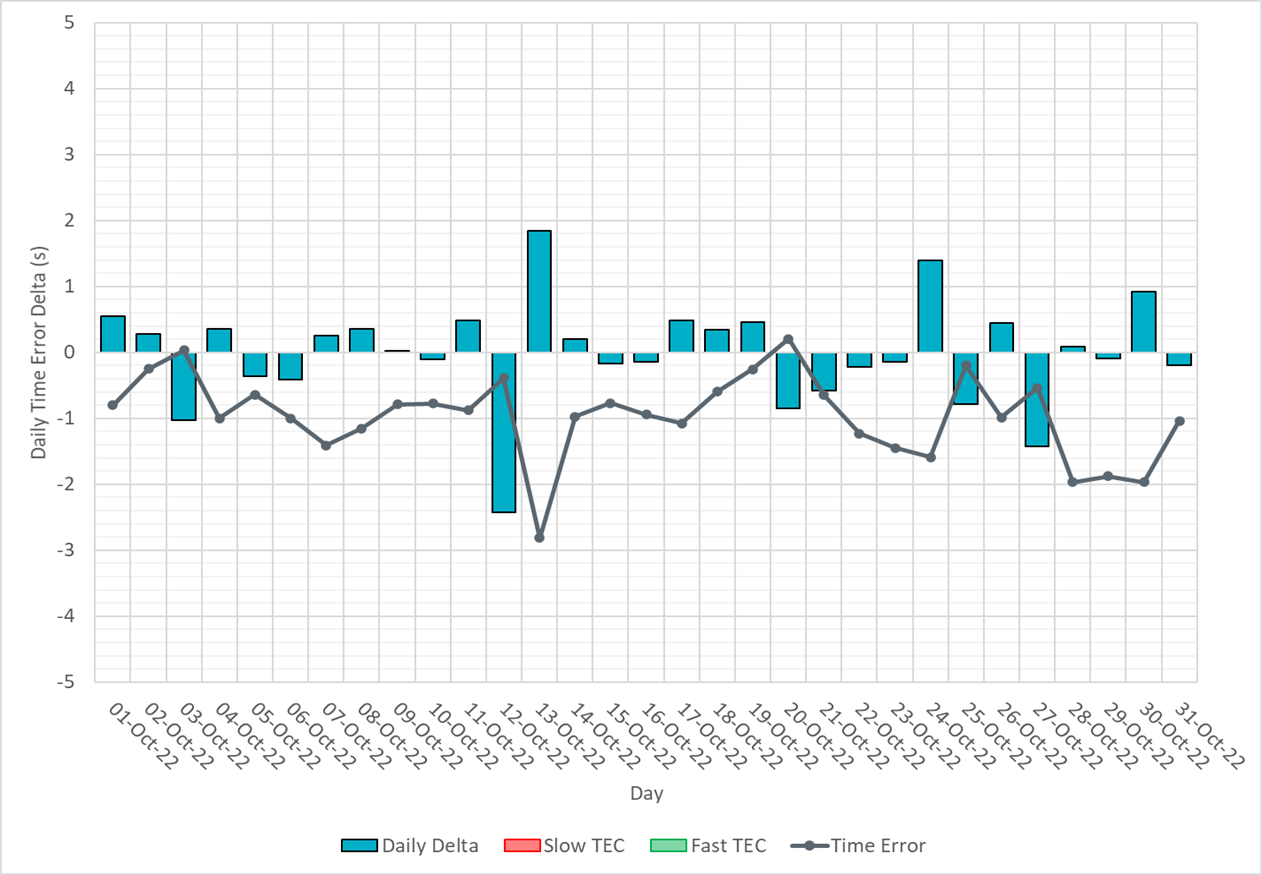 5
4
3
2
1
0
-1
-2
-3
-4
-5
Daily Time Error Delta (s)
01-Oct-22
02-Oct-22
03-Oct-22
04-Oct-22
05-Oct-22
06-Oct-22
07-Oct-22
08-Oct-22
09-Oct-22
10-Oct-22
11-Oct-22
12-Oct-22
13-Oct-22
14-Oct-22
15-Oct-22
16-Oct-22
17-Oct-22
18-Oct-22
19-Oct-22
20-Oct-22
21-Oct-22
22-Oct-22
23-Oct-22
24-Oct-22
25-Oct-22
26-Oct-22
27-Oct-22
28-Oct-22
29-Oct-22
30-Oct-22
31-Oct-22
Day
Daily Delta Slow TEC Fast TEC Time Error